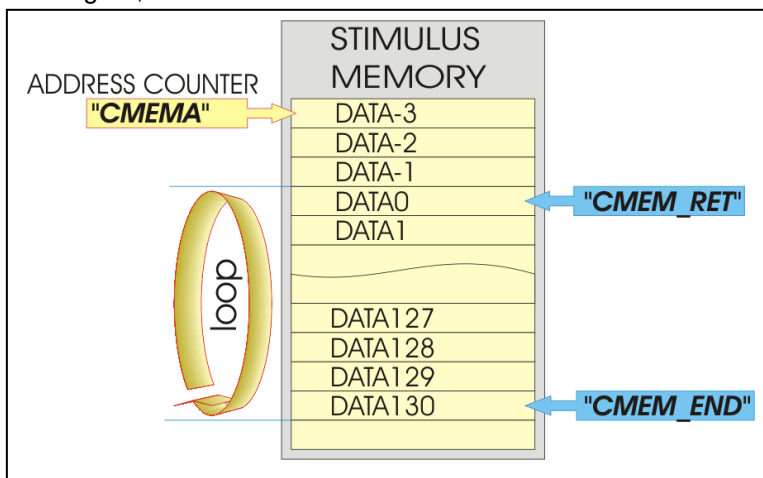 STIMULUS
MEMORY
ADDRESS COUNTER
"CMEMA"
DATA-3
DATA-2
DATA-1
DATA0
"CMEM_RET"
DATA1
loop
DATA127
DATA128
DATA129
DATA130
"CMEM_END"